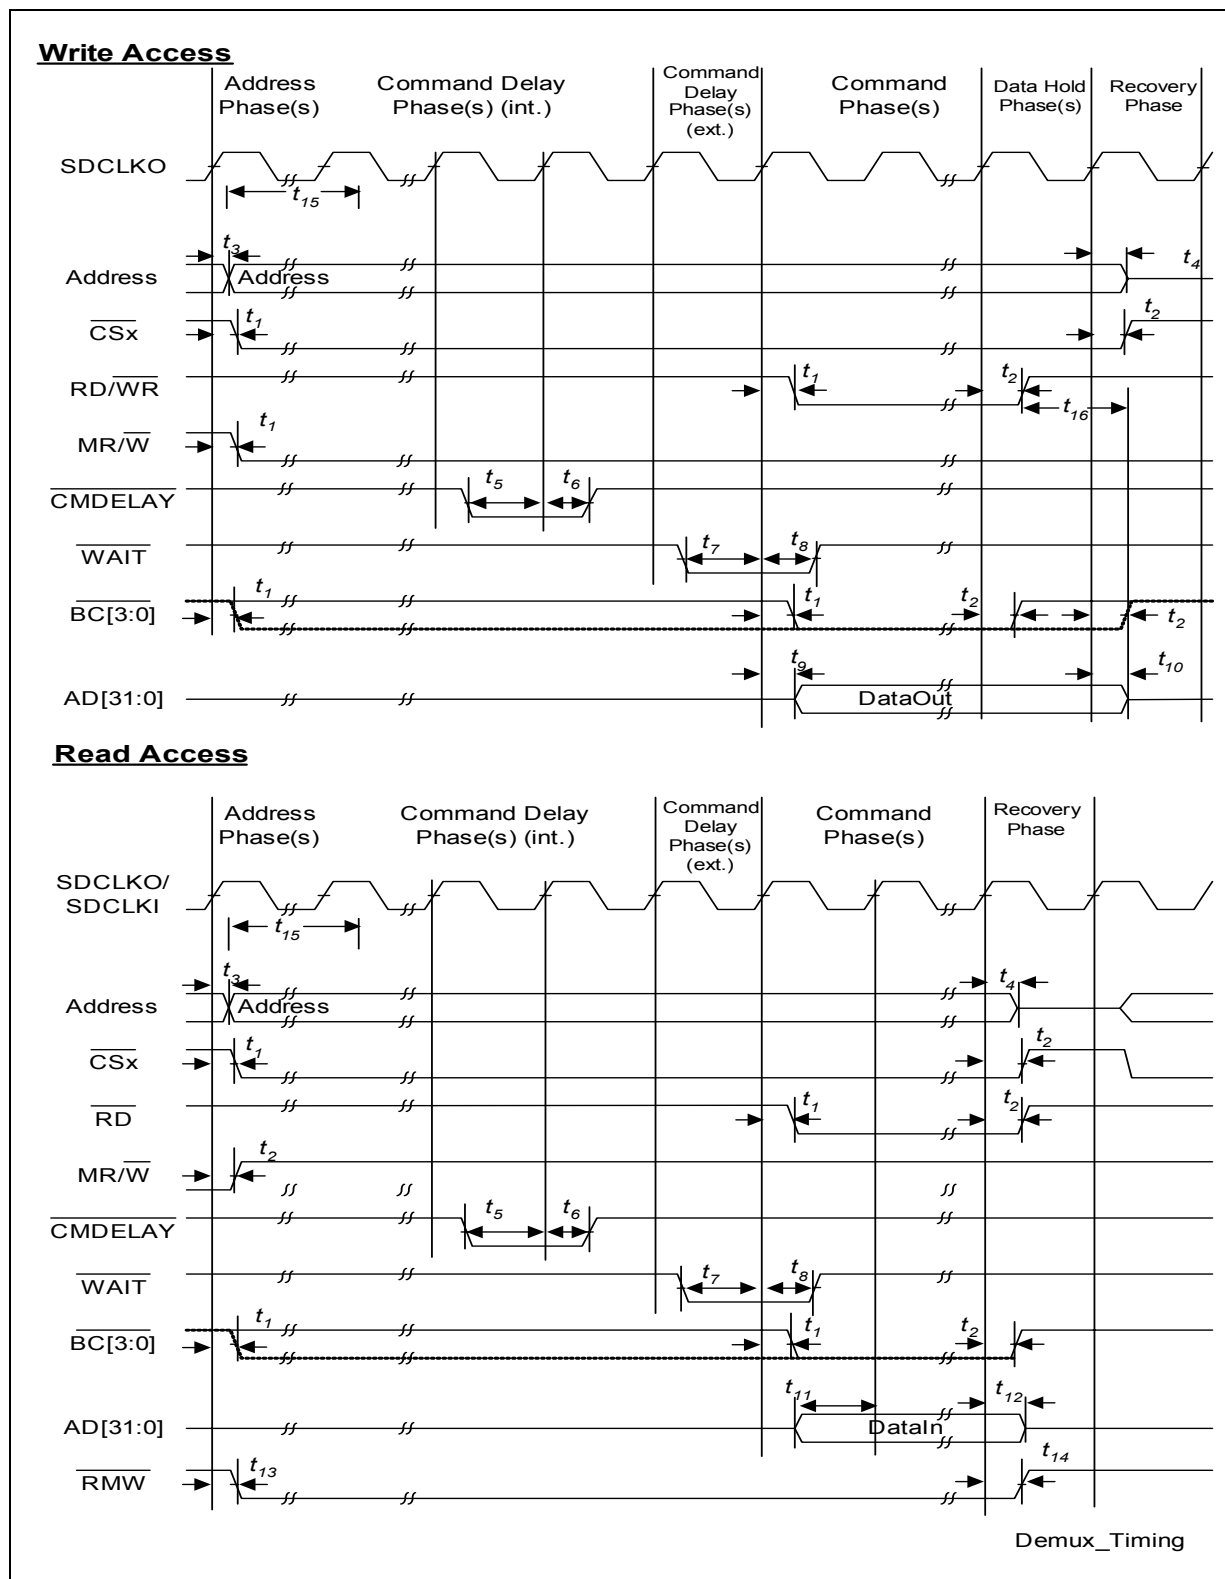 Write Access
Address Phase(s)
Command Delay Phase(s) (int.)
Command Delay Phase(s) (ext.)
Command Phase(s)
Data Hold Phase(s)
Recovery Phase
SDCLKO
t15
t3
t4
Address
Address
CSx
t1
t2
RD/WR
t1
t2
t16
MR/W
t1
CMDELAY
t5
t6
WAIT
t7
t8
BC[3:0]
t1
t1
t2
t2
AD[31:0]
t9
DataOut
t10
Read Access
Address Phase(s)
Command Delay Phase(s) (int.)
Command Delay Phase(s) (ext.)
Command Phase(s)
Recovery Phase
SDCLKO/
SDCLKI
t15
t3
t4
Address
Address
CSx
t1
t2
RD
t1
t2
MR/W
t2
CMDELAY
t5
t6
WAIT
t7
t8
BC[3:0]
t1
t1
t2
AD[31:0]
t11
DataIn
t12
RMW
t13
t14
Demux_Timing